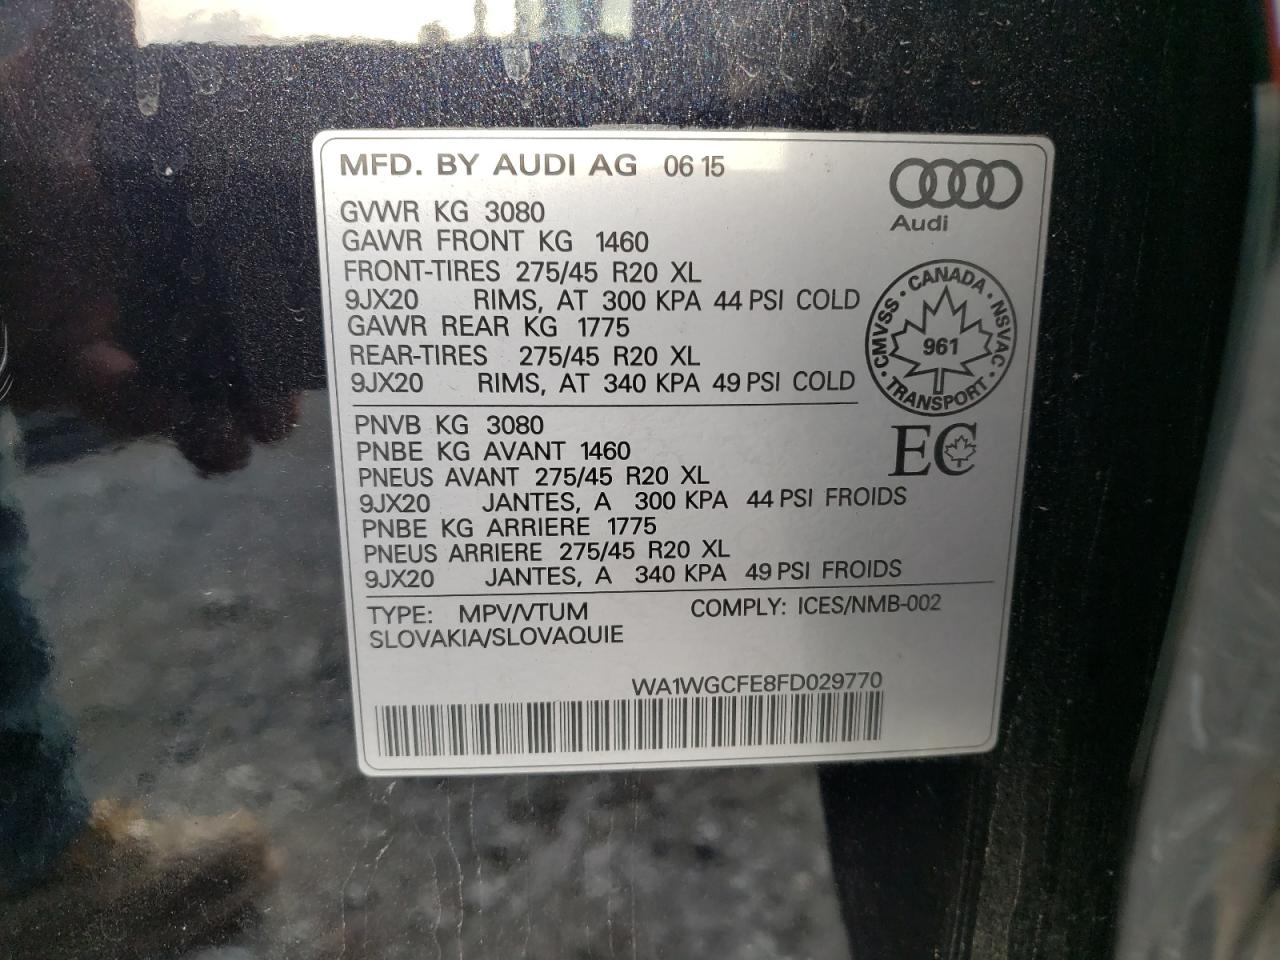 MFD. BY AUDI AG 06 15
Audi
GVWR KG 3080
GAWR FRONT KG 1460
FRONT-TIRES 275/45 R20 XL
9JX20 RIMS, AT 300 KPA 44 PSI COLD
GAWR REAR KG 1775
REAR-TIRES 275/45 R20 XL
9JX20 RIMS, AT 340 KPA 49 PSI COLD
CMVSS · CANADA · NSVAC · TRANSPORT ·
961
EC
PNVB KG 3080
PNBE KG AVANT 1460
PNEUS AVANT 275/45 R20 XL
9JX20 JANTES, A 300 KPA 44 PSI FROIDS
PNBE KG ARRIERE 1775
PNEUS ARRIERE 275/45 R20 XL
9JX20 JANTES, A 340 KPA 49 PSI FROIDS
TYPE: MPV/VTUM COMPLY: ICES/NMB-002
SLOVAKIA/SLOVAQUIE
WA1WGCFE8FD029770